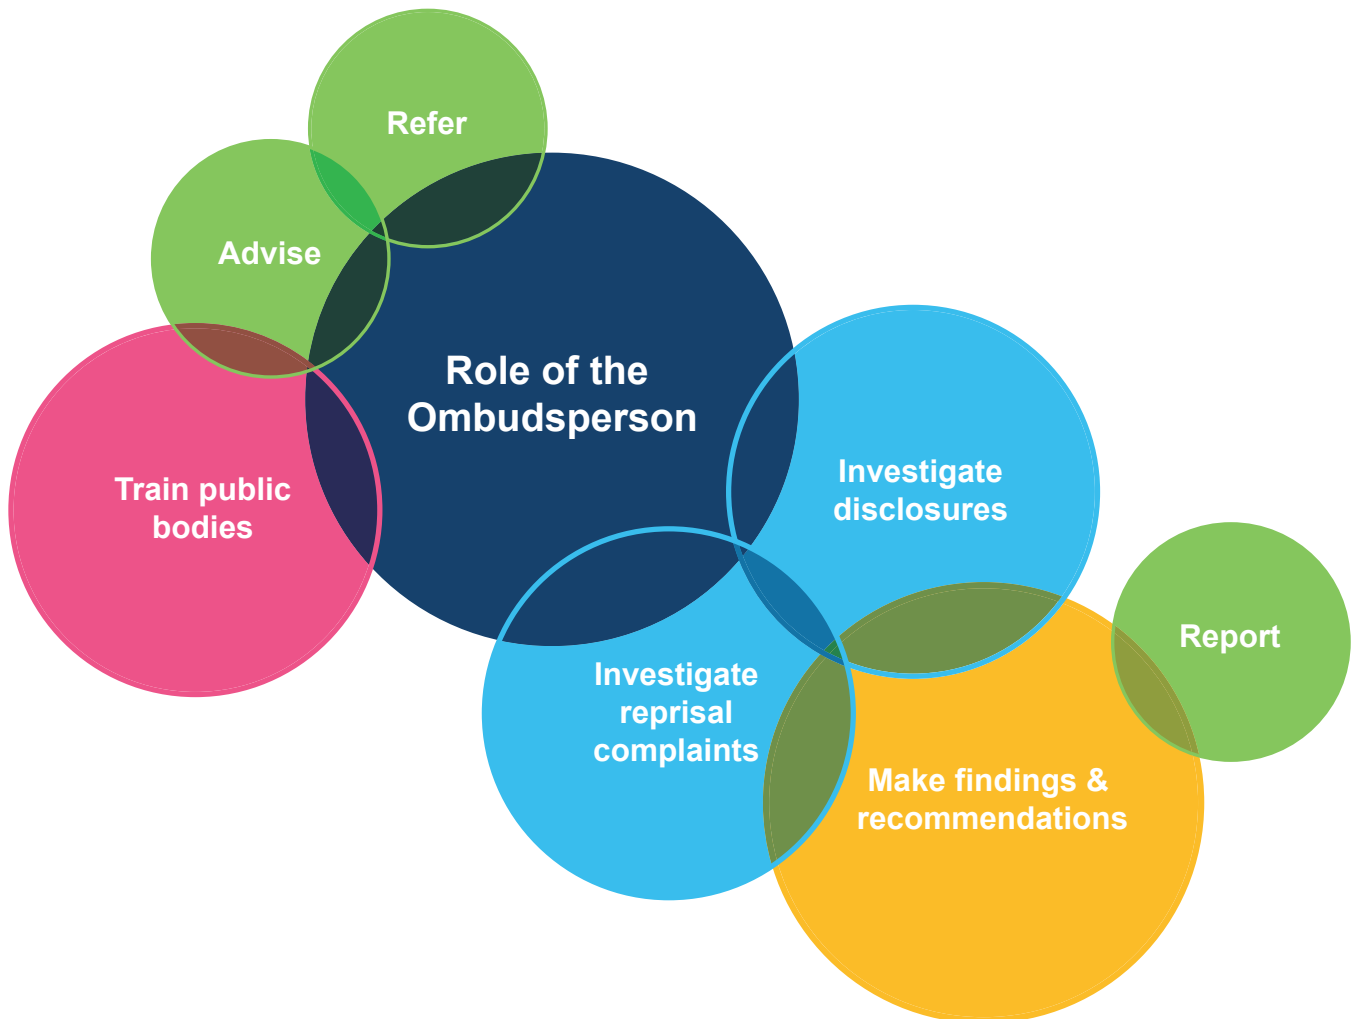 Refer
Advise
Role of the
Ombudsperson
Train public
bodies
Investigate
disclosures
Report
Investigate
reprisal
complaints
Make findings &
recommendations